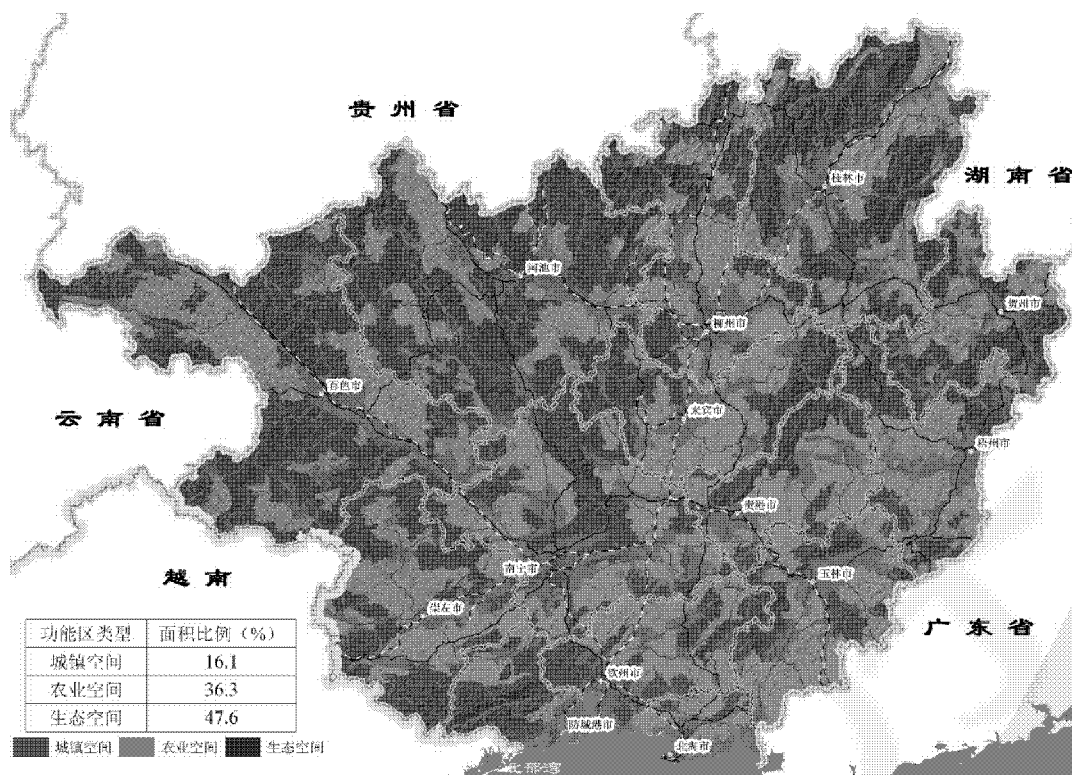 贵州省
湖南省
桂林市
河池市
贺州市
柳州市
百色市
来宾市
云南省
梧州市
贵港市
南宁市
越南
玉林市
崇左市
广东省
功能区类型 面积比例（%）
城镇空间 16.1
农业空间 36.3
生态空间 47.6
钦州市
防城港市
北海市
城镇空间 农业空间 生态空间
北部湾